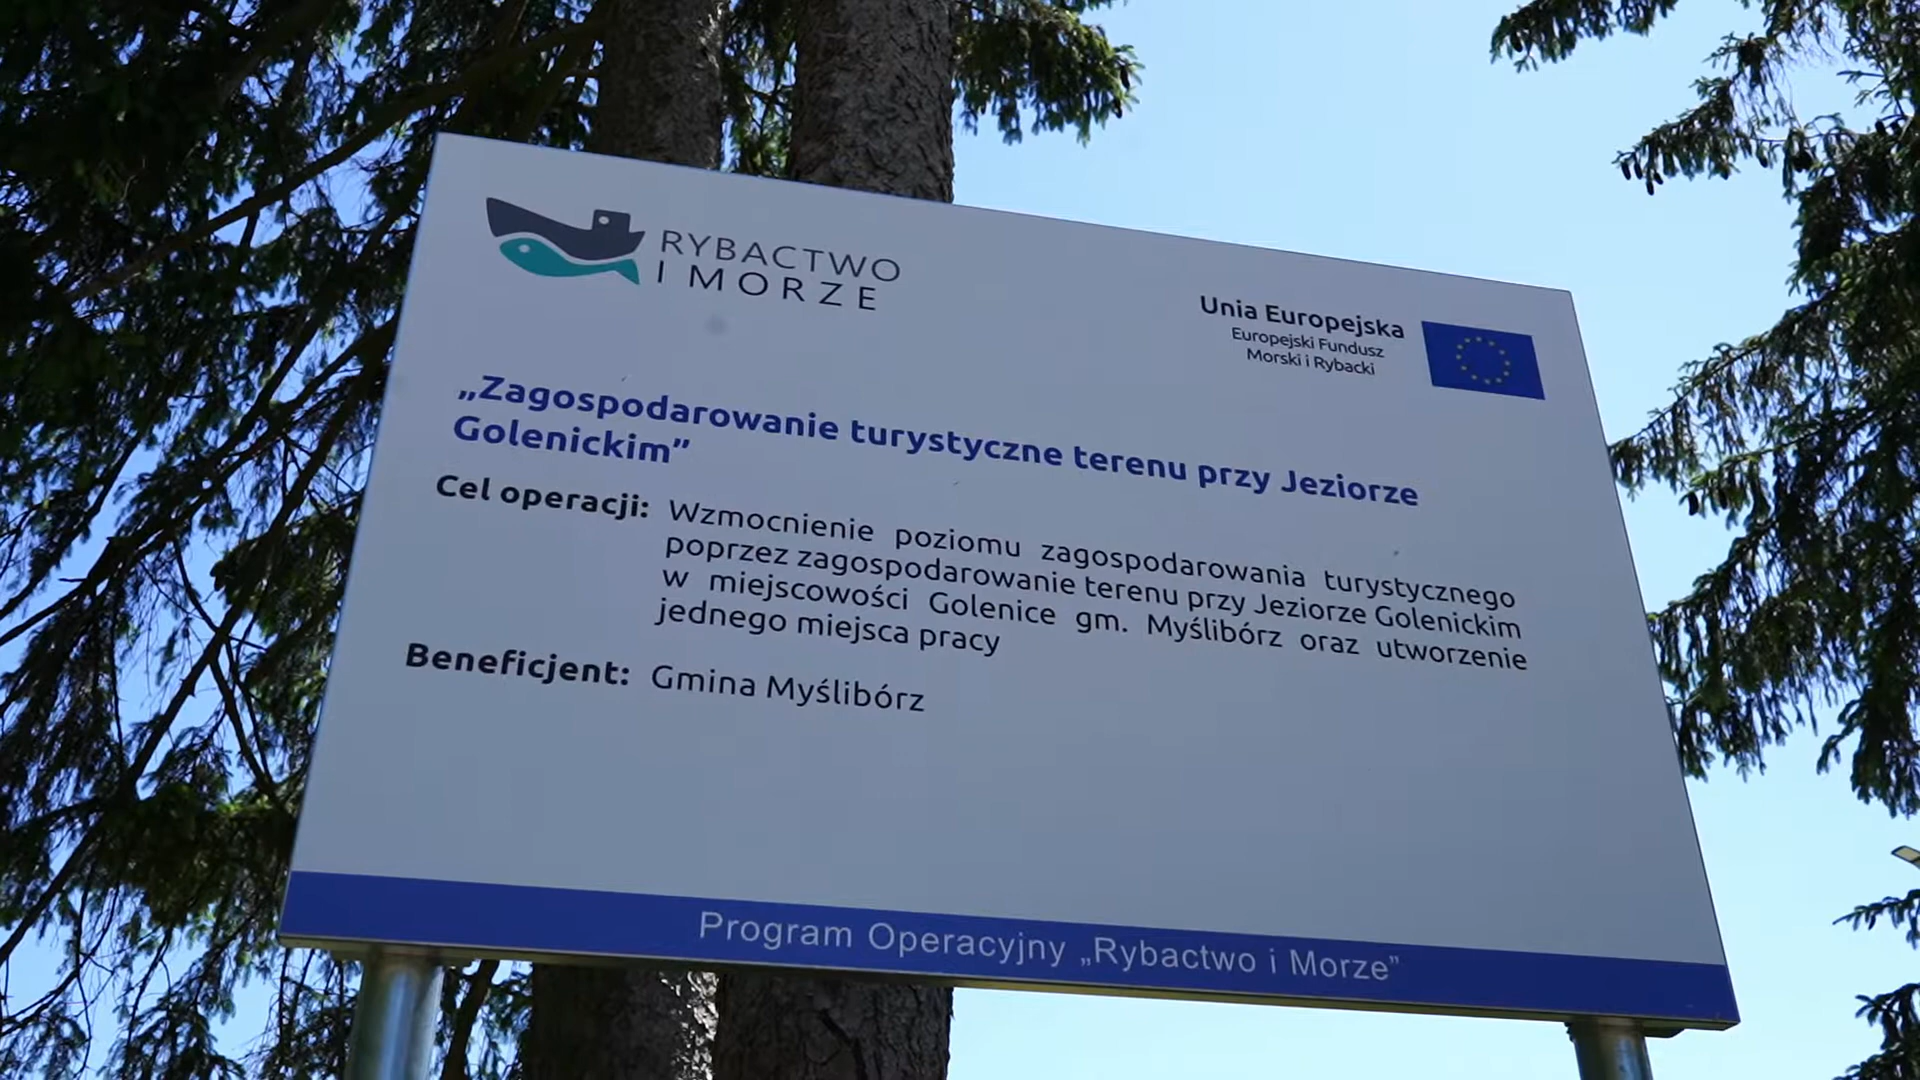 RYBACTWO
I MORZE
Unia Europejska
Europejski Fundusz
Morski i Rybacki
„Zagospodarowanie turystyczne terenu przy Jeziorze
Golenickim”
Cel operacji: Wzmocnienie poziomu zagospodarowania turystycznego
poprzez zagospodarowanie terenu przy Jeziorze Golenickim
w miejscowości Golenice gm. Myślibórz oraz utworzenie
jednego miejsca pracy
Beneficjent: Gmina Myślibórz
Program Operacyjny „Rybactwo i Morze”